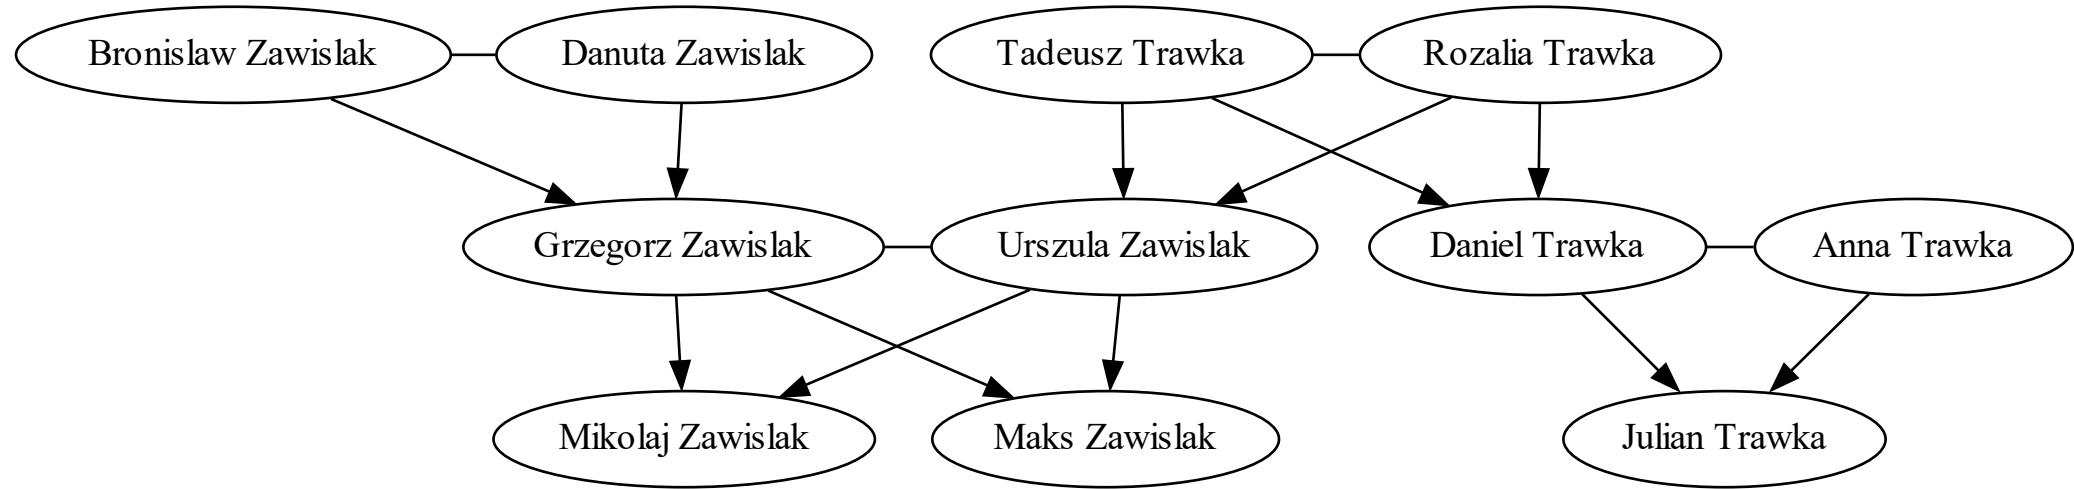 Bronislaw Zawislak
Danuta Zawislak
Tadeusz Trawka
Rozalia Trawka
Grzegorz Zawislak
Urszula Zawislak
Daniel Trawka
Anna Trawka
Mikolaj Zawislak
Maks Zawislak
Julian Trawka